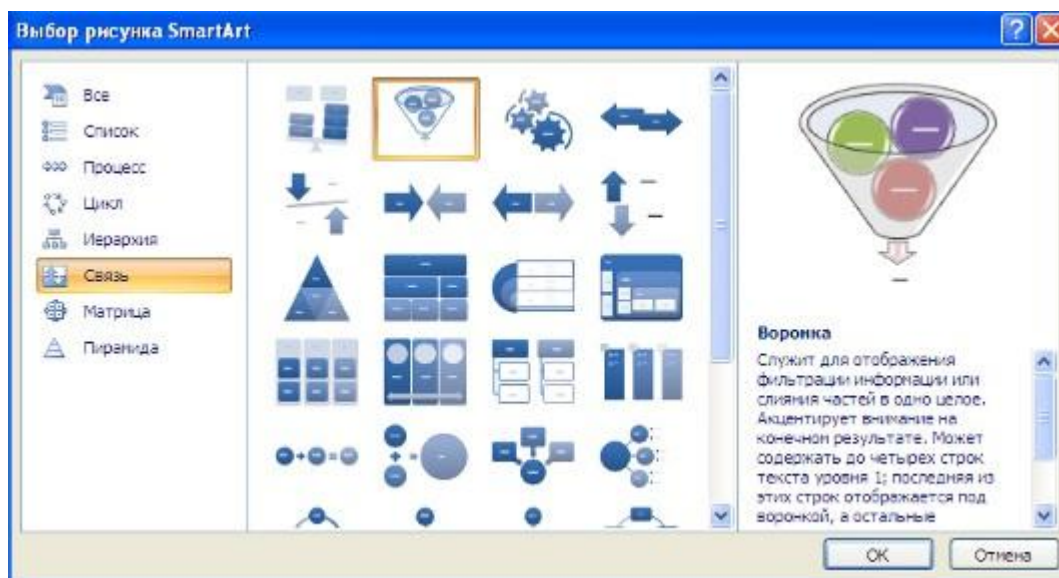 Выбор рисунка SmartArt
Все
Список
Процесс
Цикл
Иерархия
Связь
Матрица
Пирамида
Воронка
Служит для отображения
фильтрации информации или
слияния частей в одно целое.
Акцентирует внимание на
конечном результате. Может
содержать до четырех строк
текста уровня 1; последняя из
этих строк отображается под
воронкой, а остальные
ОК
Отмена